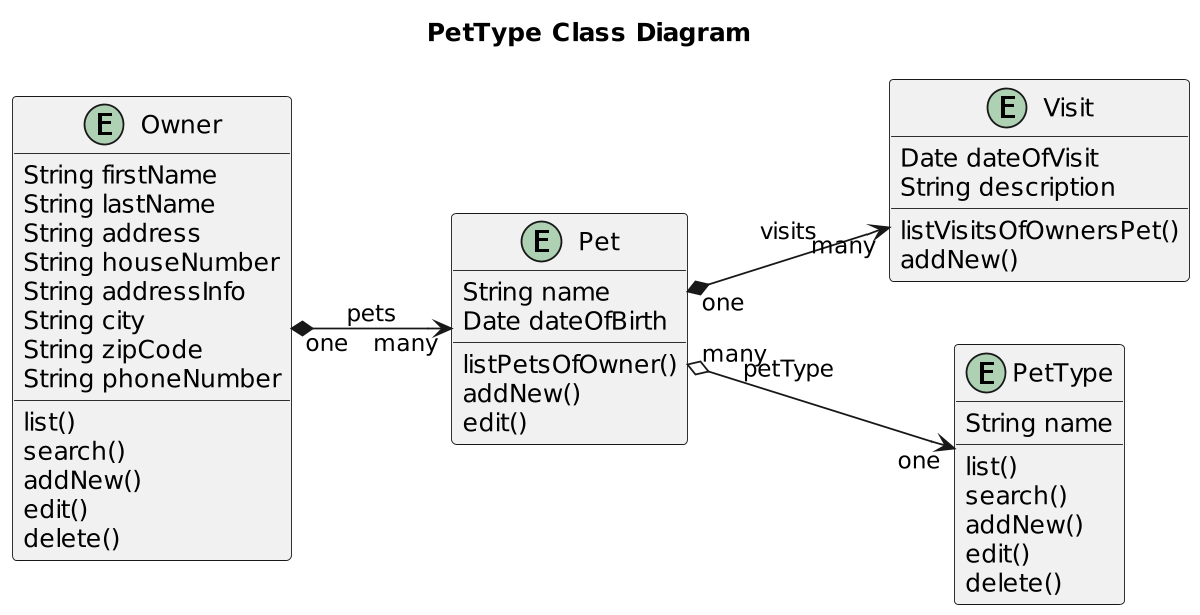 PetType Class Diagram
E Owner
String firstName
String lastName
String address
String houseNumber
String addressInfo
String city
String zipCode
String phoneNumber
list()
search()
addNew()
edit()
delete()
pets
one many
E Pet
String name
Date dateOfBirth
listPetsOfOwner()
addNew()
edit()
visits
many
one
E Visit
Date dateOfVisit
String description
listVisitsOfOwnersPet()
addNew()
many
petType
one
E PetType
String name
list()
search()
addNew()
edit()
delete()